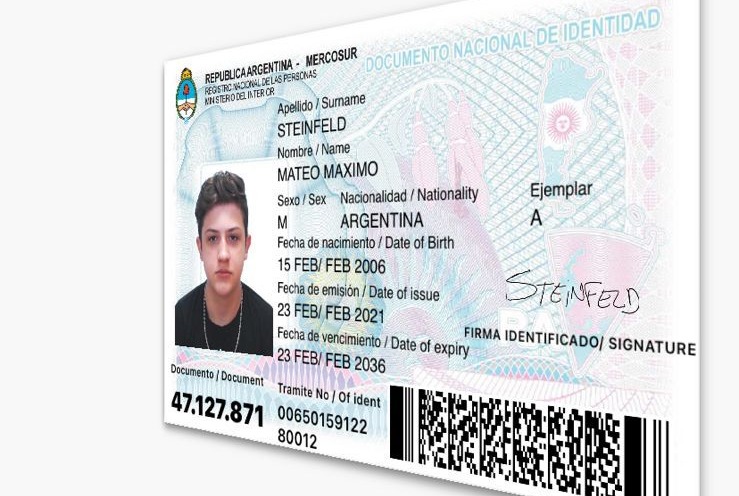 REPUBLICA ARGENTINA - MERCOSUR
REGISTRO NACIONAL DE LAS PERSONAS
MINISTERIO DEL INTERIOR
DOCUMENTO NACIONAL DE IDENTIDAD
Apellido / Surname
STEINFELD
Nombre / Name
MATEO MAXIMO
Sexo / Sex Nacionalidad / Nationality
M ARGENTINA
Ejemplar
A
Fecha de nacimiento / Date of Birth
15 FEB/ FEB 2006
Fecha de emisión / Date of issue
23 FEB/ FEB 2021
Fecha de vencimiento / Date of expiry
23 FEB/ FEB 2036
STEINFELD
FIRMA IDENTIFICADO/ SIGNATURE
Documento / Document
47.127.871
Tramite No / Of ident
00650159122
80012